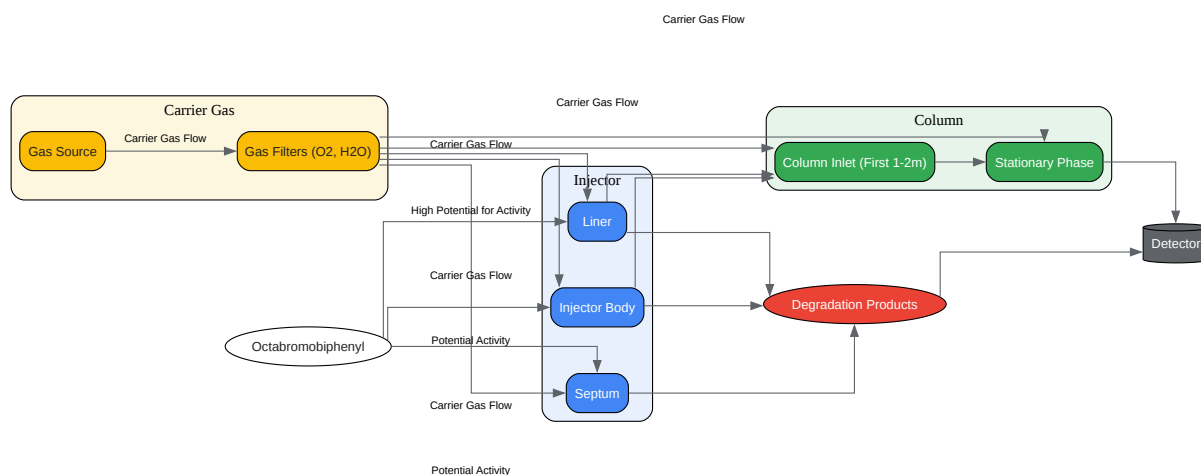 Carrier Gas Flow
Carrier Gas Flow
Carrier Gas
Column
Carrier Gas Flow
Carrier Gas Flow
Gas Source
Gas Filters (O2, H2O)
Column Inlet (First 1-2m)
Stationary Phase
Injector
High Potential for Activity
Liner
Detector
Carrier Gas Flow
Injector Body
Degradation Products
Octabromobiphenyl
Potential Activity
Septum
Carrier Gas Flow
Potential Activity